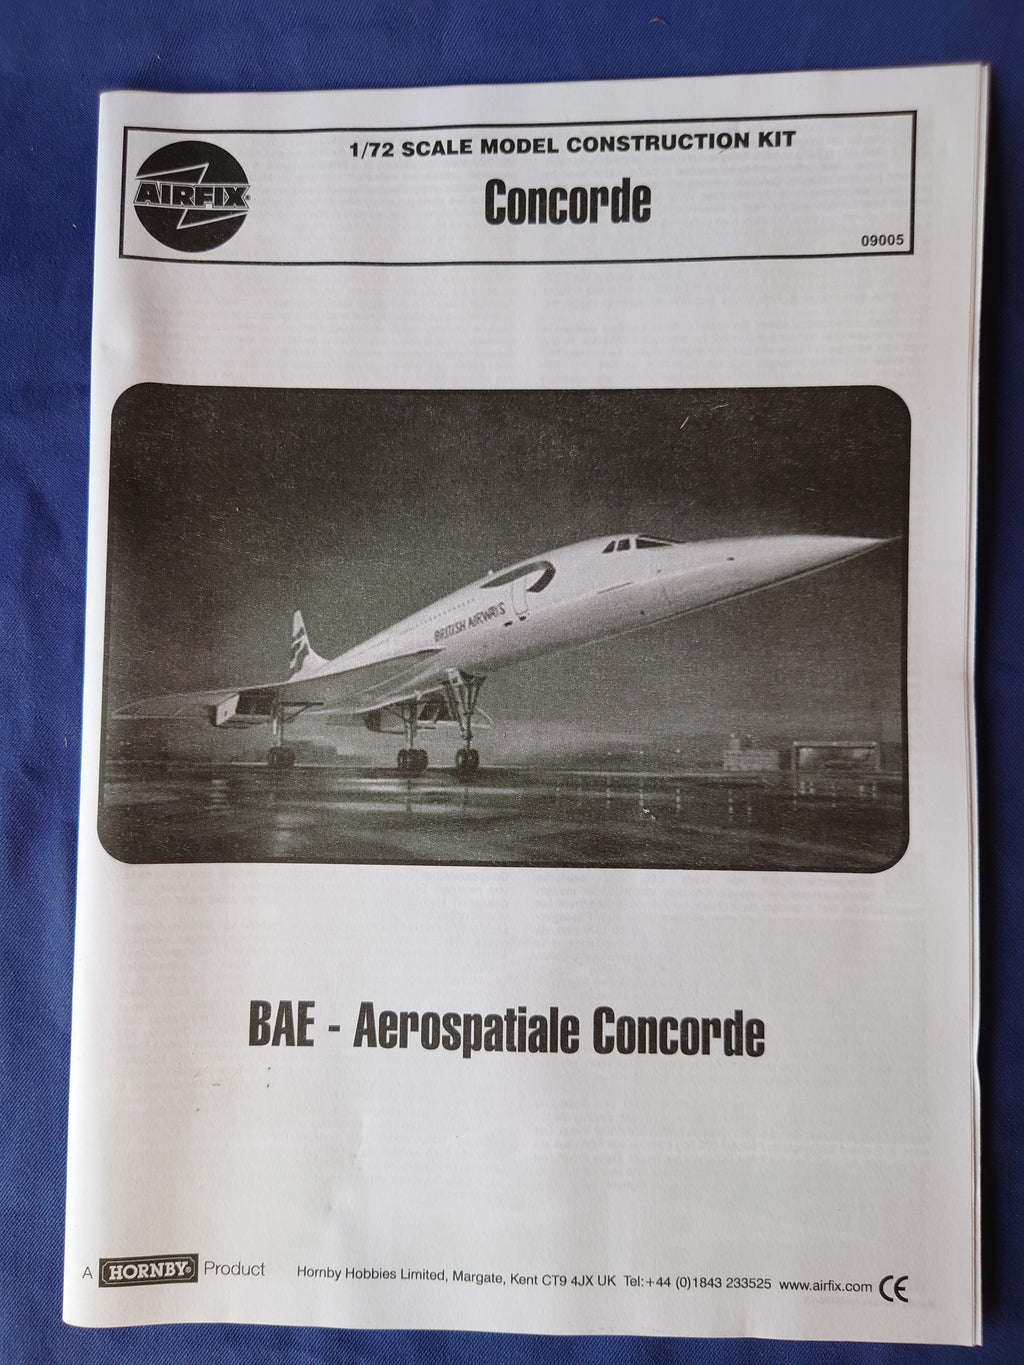 1/72 SCALE MODEL CONSTRUCTION KIT
AIRFIX®
Concorde
09005
BRITISH AIRWAYS
BAE - Aerospatiale Concorde
A HORNBY® Product
Hornby Hobbies Limited, Margate, Kent CT9 4JX UK Tel:+44 (0)1843 233525 www.airfix.com CE